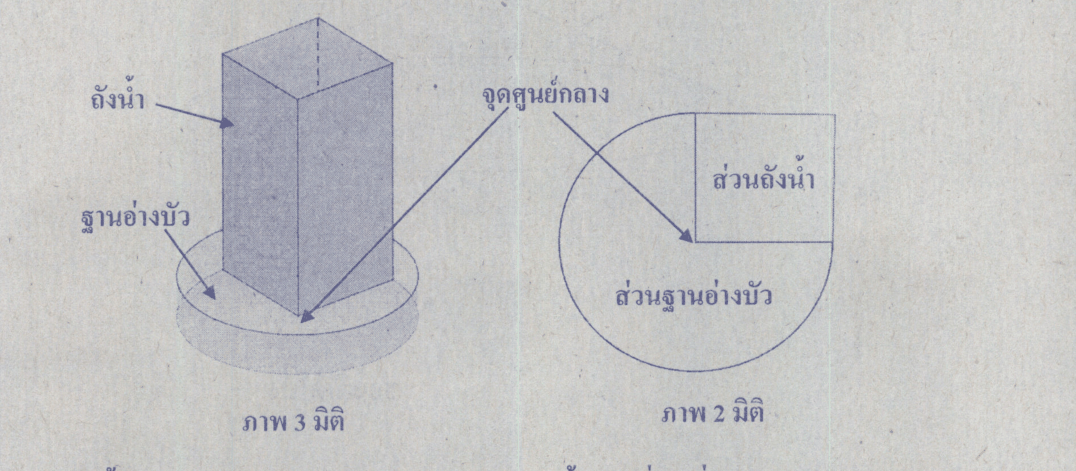 ถังน้ำ
จุดศูนย์กลาง
ส่วนถังน้ำ
ฐานอ่างบัว
ส่วนฐานอ่างบัว
ภาพ 3 มิติ
ภาพ 2 มิติ